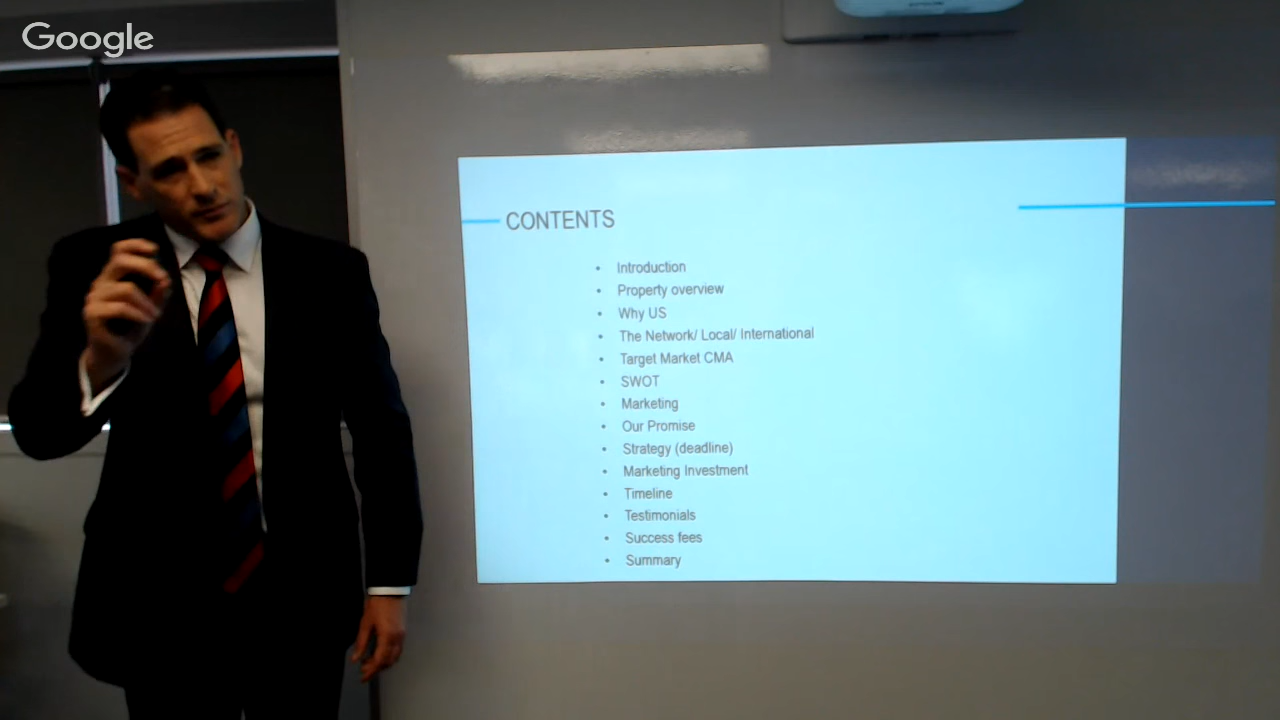 Google
CONTENTS
• Introduction
• Property overview
• Why US
• The Network/ Local/ International
• Target Market CMA
• SWOT
• Marketing
• Our Promise
• Strategy (deadline)
• Marketing Investment
• Timeline
• Testimonials
• Success fees
• Summary